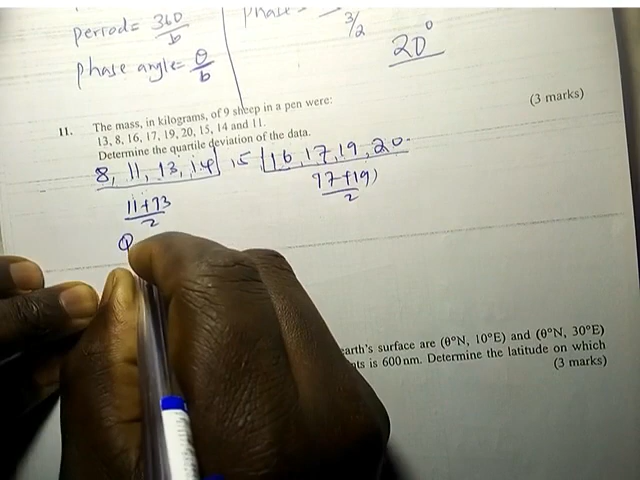 period = 360/b
phase angle = θ/b
phase =
3/2
20°
11. The mass, in kilograms, of 9 sheep in a pen were: (3 marks)
13, 8, 16, 17, 19, 20, 15, 14 and 11.
Determine the quartile deviation of the data.
8, 11, 13, 14 15 16, 17, 19, 20.
11+13/2 17+19)/2
Q
earth's surface are (θ°N, 10°E) and (θ°N, 30°E)
is 600 nm. Determine the latitude on which
(3 marks)